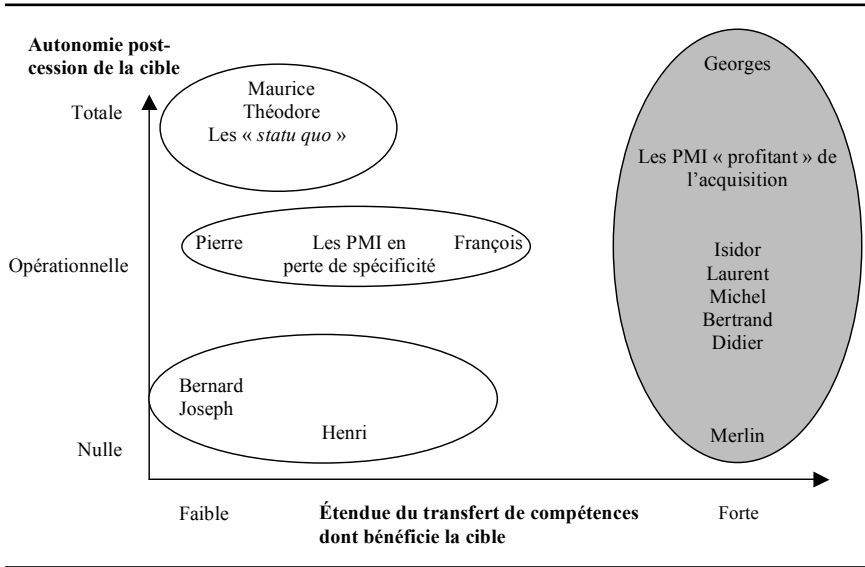 Autonomie post-
cession de la cible
Totale
Maurice
Théodore
Les « statu quo »
Georges
Les PMI « profitant » de
l'acquisition
Opérationnelle
Pierre
Les PMI en
perte de spécificité
François
Isidor
Laurent
Michel
Bertrand
Didier
Bernard
Joseph
Henri
Merlin
Nulle
Faible
Étendue du transfert de compétences
dont bénéficie la cible
Forte